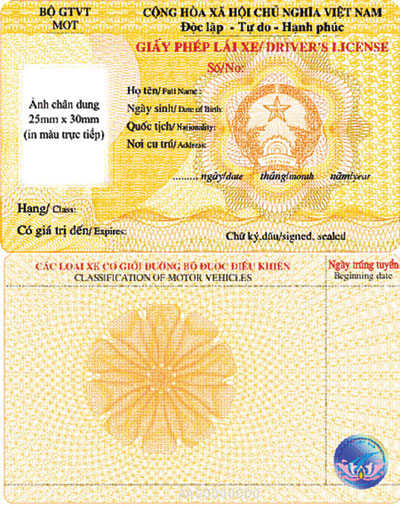 BỘ GTVT
MOT
CỘNG HÒA XÃ HỘI CHỦ NGHĨA VIỆT NAM
Độc lập - Tự do - Hạnh phúc
GIẤY PHÉP LÁI XE/ DRIVER'S LICENSE
Số/No:
Ảnh chân dung
25mm x 30mm
(in màu trực tiếp)
Họ tên/ Full Name :
Ngày sinh/ Date of Birth:
Quốc tịch/ Nationality:
Nơi cư trú/ Address:
......... ngày/date tháng/month năm/year
Hạng/ Class:
Có giá trị đến/ Expires:
Chữ ký,dấu/signed, sealed
CÁC LOẠI XE CƠ GIỚI ĐƯỜNG BỘ ĐƯỢC ĐIỀU KHIỂN
CLASSIFICATION OF MOTOR VEHICLES
Ngày trúng tuyển
Beginning date